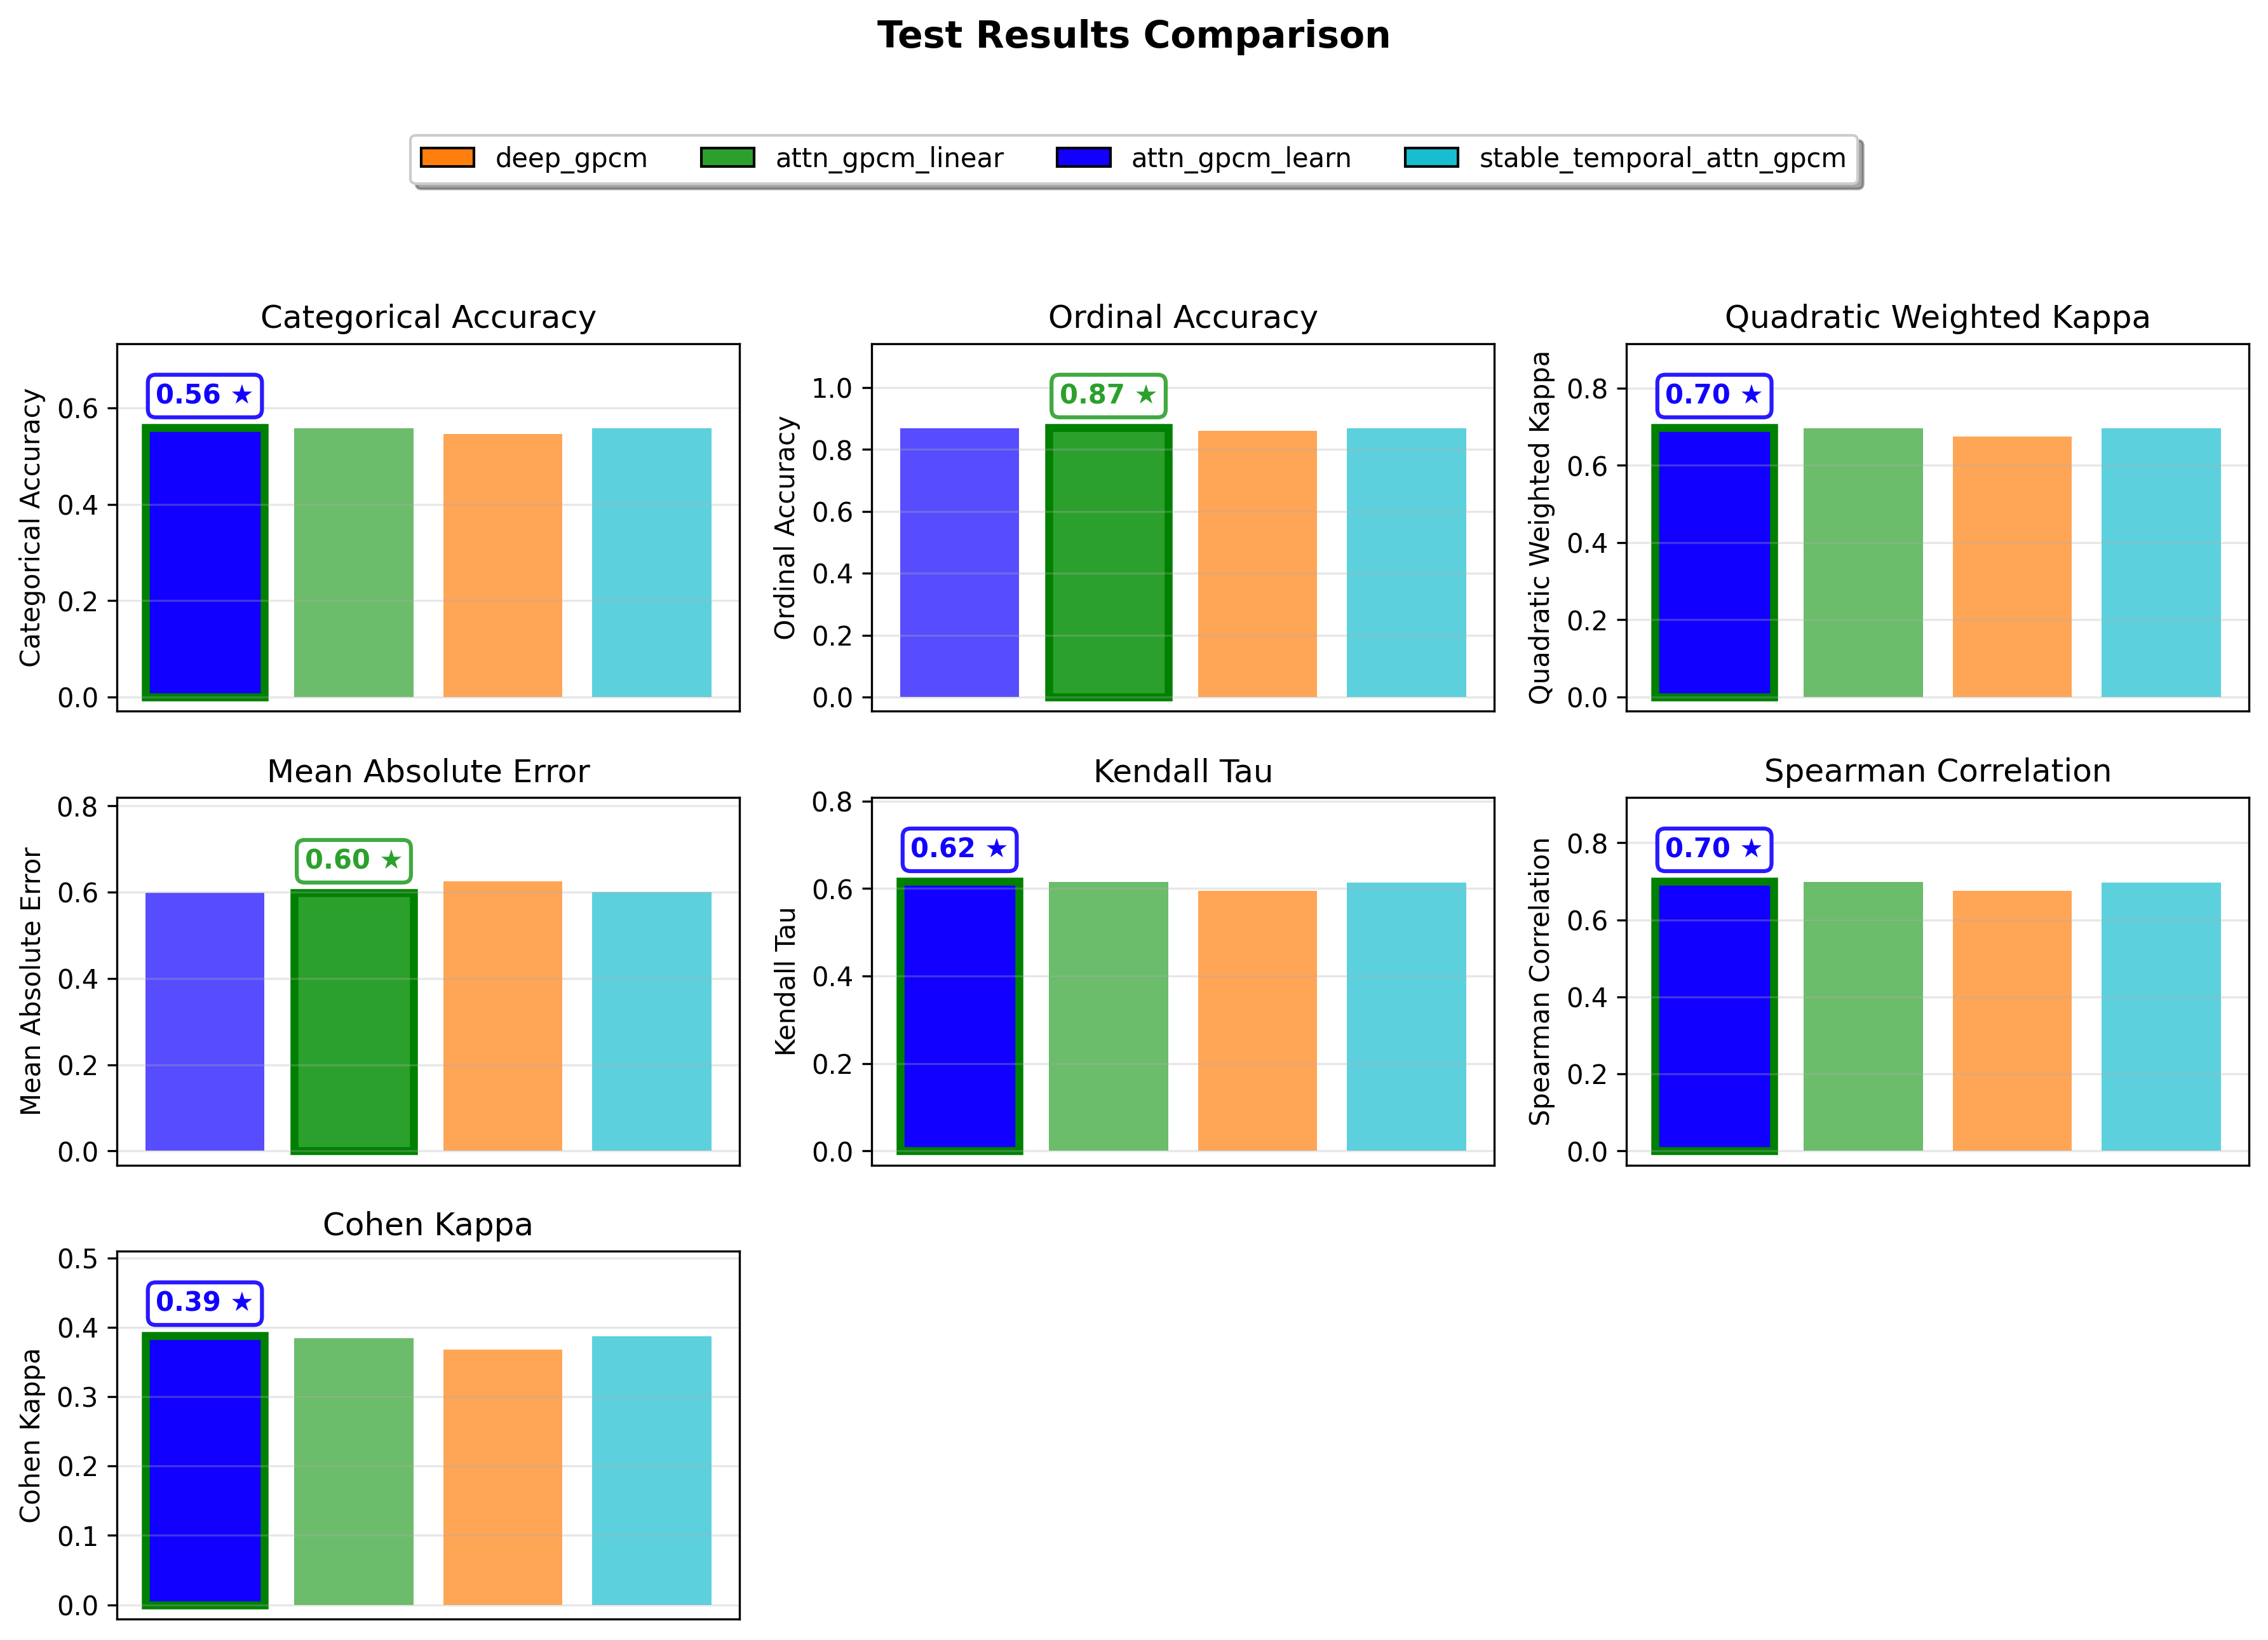 Test Results Comparison
deep_gpcm attn_gpcm_linear attn_gpcm_learn stable_temporal_attn_gpcm
Categorical Accuracy
Categorical Accuracy
0.6
0.4
0.2
0.0
0.56 ★
Ordinal Accuracy
Ordinal Accuracy
1.0
0.8
0.6
0.4
0.2
0.0
0.87 ★
Quadratic Weighted Kappa
Quadratic Weighted Kappa
0.8
0.6
0.4
0.2
0.0
0.70 ★
Mean Absolute Error
Mean Absolute Error
0.8
0.6
0.4
0.2
0.0
0.60 ★
Kendall Tau
Kendall Tau
0.8
0.6
0.4
0.2
0.0
0.62 ★
Spearman Correlation
Spearman Correlation
0.8
0.6
0.4
0.2
0.0
0.70 ★
Cohen Kappa
Cohen Kappa
0.5
0.4
0.3
0.2
0.1
0.0
0.39 ★